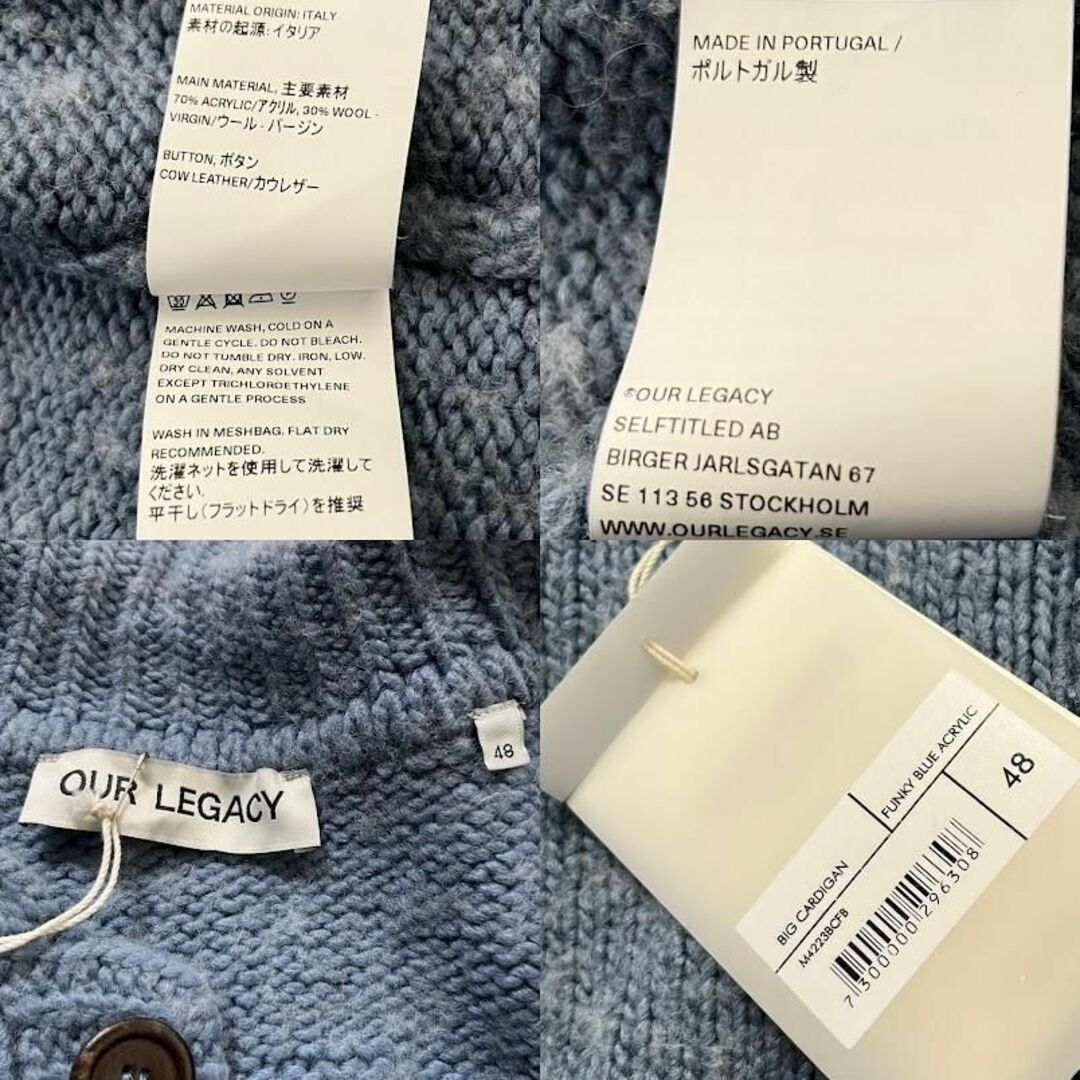 MATERIAL ORIGIN: ITALY
素材の起源: イタリア
MAIN MATERIAL, 主要素材
70% ACRYLIC/アクリル, 30% WOOL -
VIRGIN/ウール - バージン
BUTTON, ボタン
COW LEATHER/カウレザー
MACHINE WASH, COLD ON A
GENTLE CYCLE. DO NOT BLEACH.
DO NOT TUMBLE DRY. IRON, LOW.
DRY CLEAN, ANY SOLVENT
EXCEPT TRICHLOROETHYLENE
ON A GENTLE PROCESS
WASH IN MESHBAG. FLAT DRY
RECOMMENDED.
洗濯ネットを使用して洗濯して
ください.
平干し(フラットドライ)を推奨
MADE IN PORTUGAL /
ポルトガル製
©OUR LEGACY
SELFTITLED AB
BIRGER JARLSGATAN 67
SE 113 56 STOCKHOLM
WWW.OURLEGACY.SE
OUR LEGACY
48
BIG CARDIGAN
FUNKY BLUE ACRYLIC
48
M4223BCFB
7300000296308